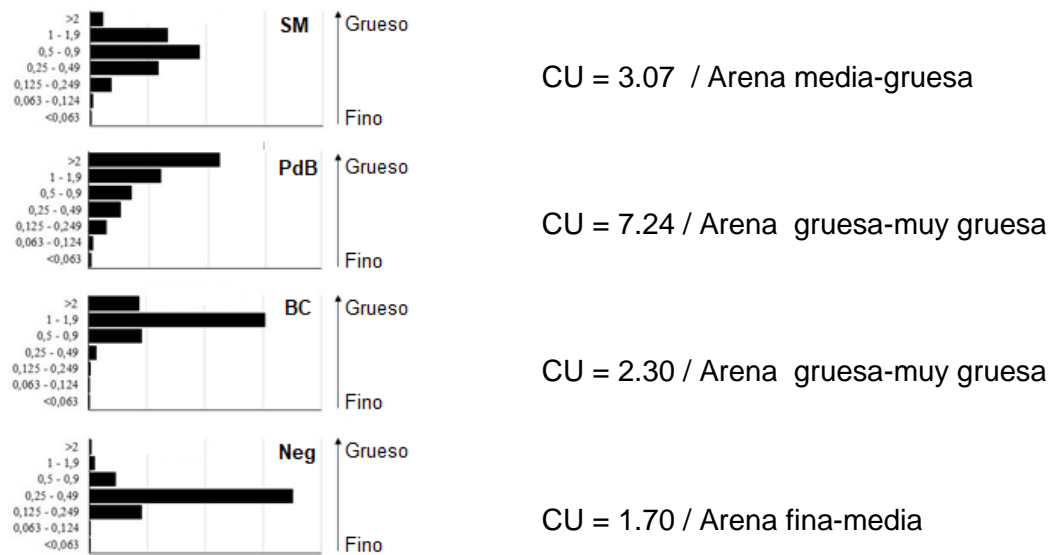 >2
1 - 1,9
0,5 - 0,9
0,25 - 0,49
0,125 - 0,249
0,063 - 0,124
<0,063
SM
Grueso
Fino
CU = 3.07 / Arena media-gruesa
>2
1 - 1,9
0,5 - 0,9
0,25 - 0,49
0,125 - 0,249
0,063 - 0,124
<0,063
PdB
Grueso
Fino
CU = 7.24 / Arena gruesa-muy gruesa
>2
1 - 1,9
0,5 - 0,9
0,25 - 0,49
0,125 - 0,249
0,063 - 0,124
<0,063
BC
Grueso
Fino
CU = 2.30 / Arena gruesa-muy gruesa
>2
1 - 1,9
0,5 - 0,9
0,25 - 0,49
0,125 - 0,249
0,063 - 0,124
<0,063
Neg
Grueso
Fino
CU = 1.70 / Arena fina-media